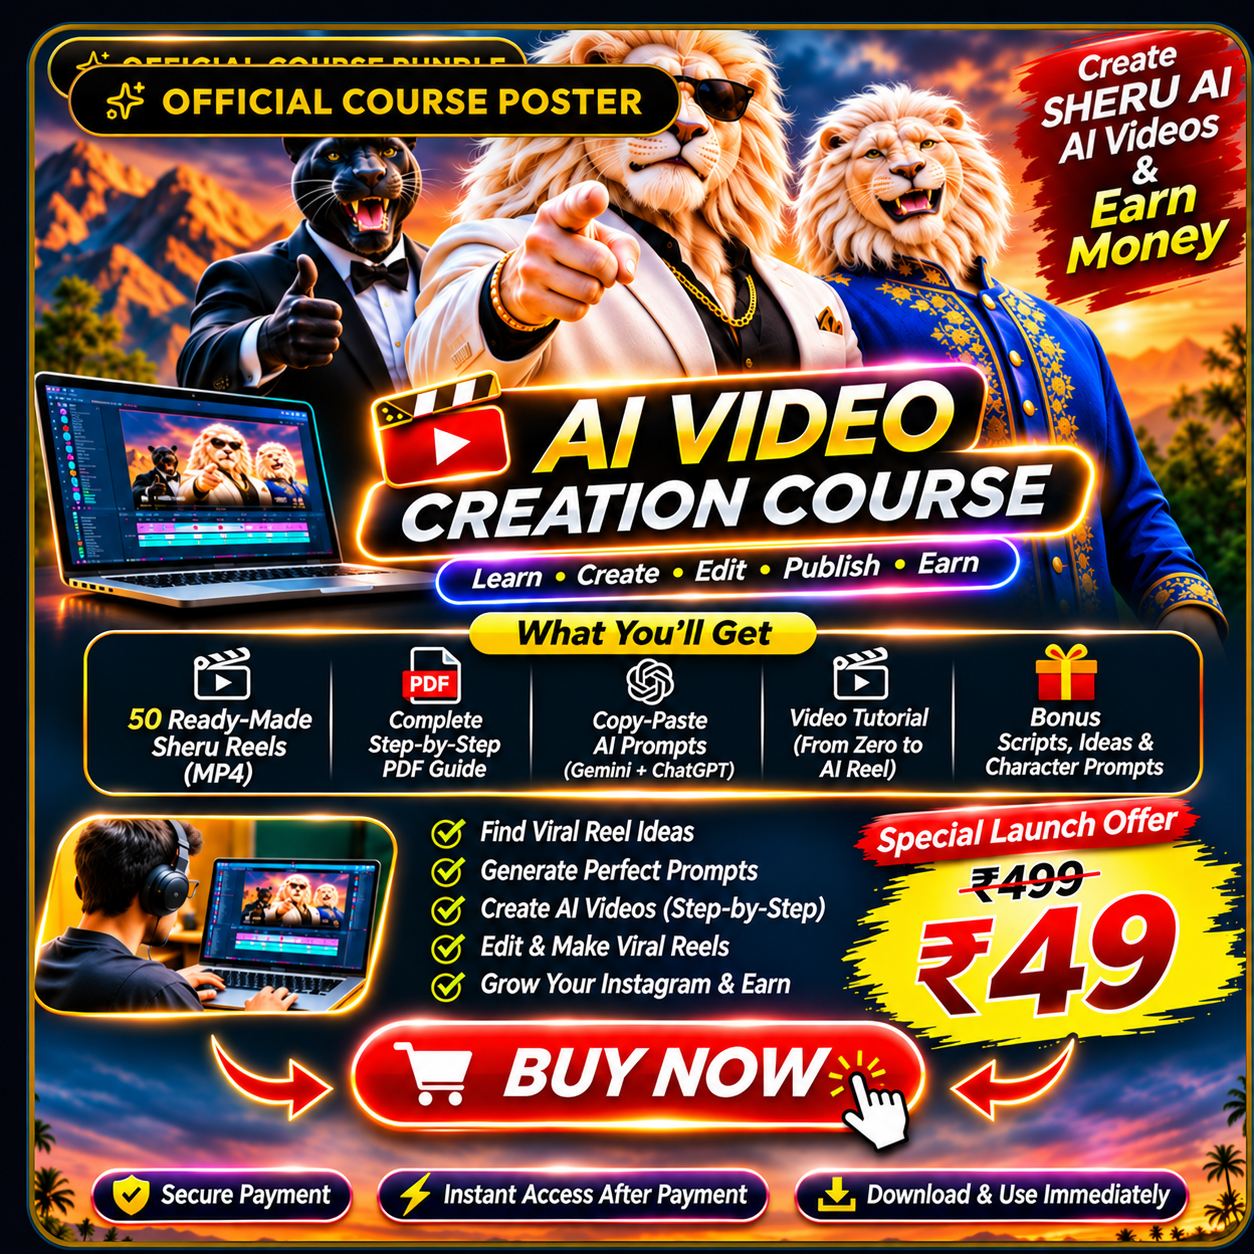 OFFICIAL COURSE BUNDLE
OFFICIAL COURSE POSTER
Create
SHERU AI
AI Videos
&
Earn
Money
AI VIDEO
CREATION COURSE
Learn • Create • Edit • Publish • Earn
What You'll Get
50 Ready-Made
Sheru Reels
(MP4)
PDF
Complete
Step-by-Step
PDF Guide
Copy-Paste
AI Prompts
(Gemini + ChatGPT)
Video Tutorial
(From Zero to
AI Reel)
Bonus
Scripts, Ideas &
Character Prompts
Find Viral Reel Ideas
Generate Perfect Prompts
Create AI Videos (Step-by-Step)
Edit & Make Viral Reels
Grow Your Instagram & Earn
Special Launch Offer
₹499
₹49
BUY NOW
Secure Payment
Instant Access After Payment
Download & Use Immediately